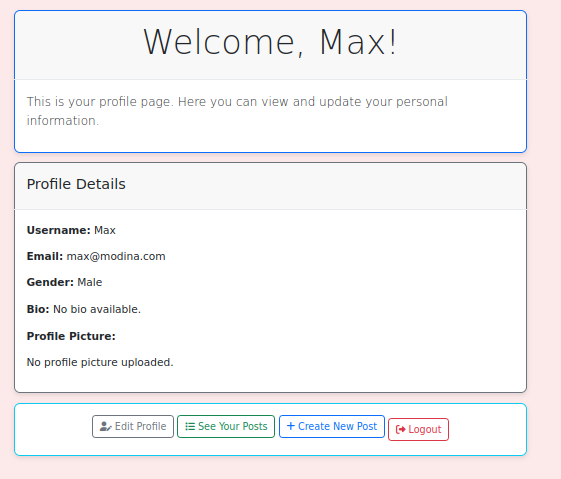 Welcome, Max!
This is your profile page. Here you can view and update your personal
information.
Profile Details
Username: Max
Email: max@modina.com
Gender: Male
Bio: No bio available.
Profile Picture:
No profile picture uploaded.
Edit Profile See Your Posts + Create New Post Logout